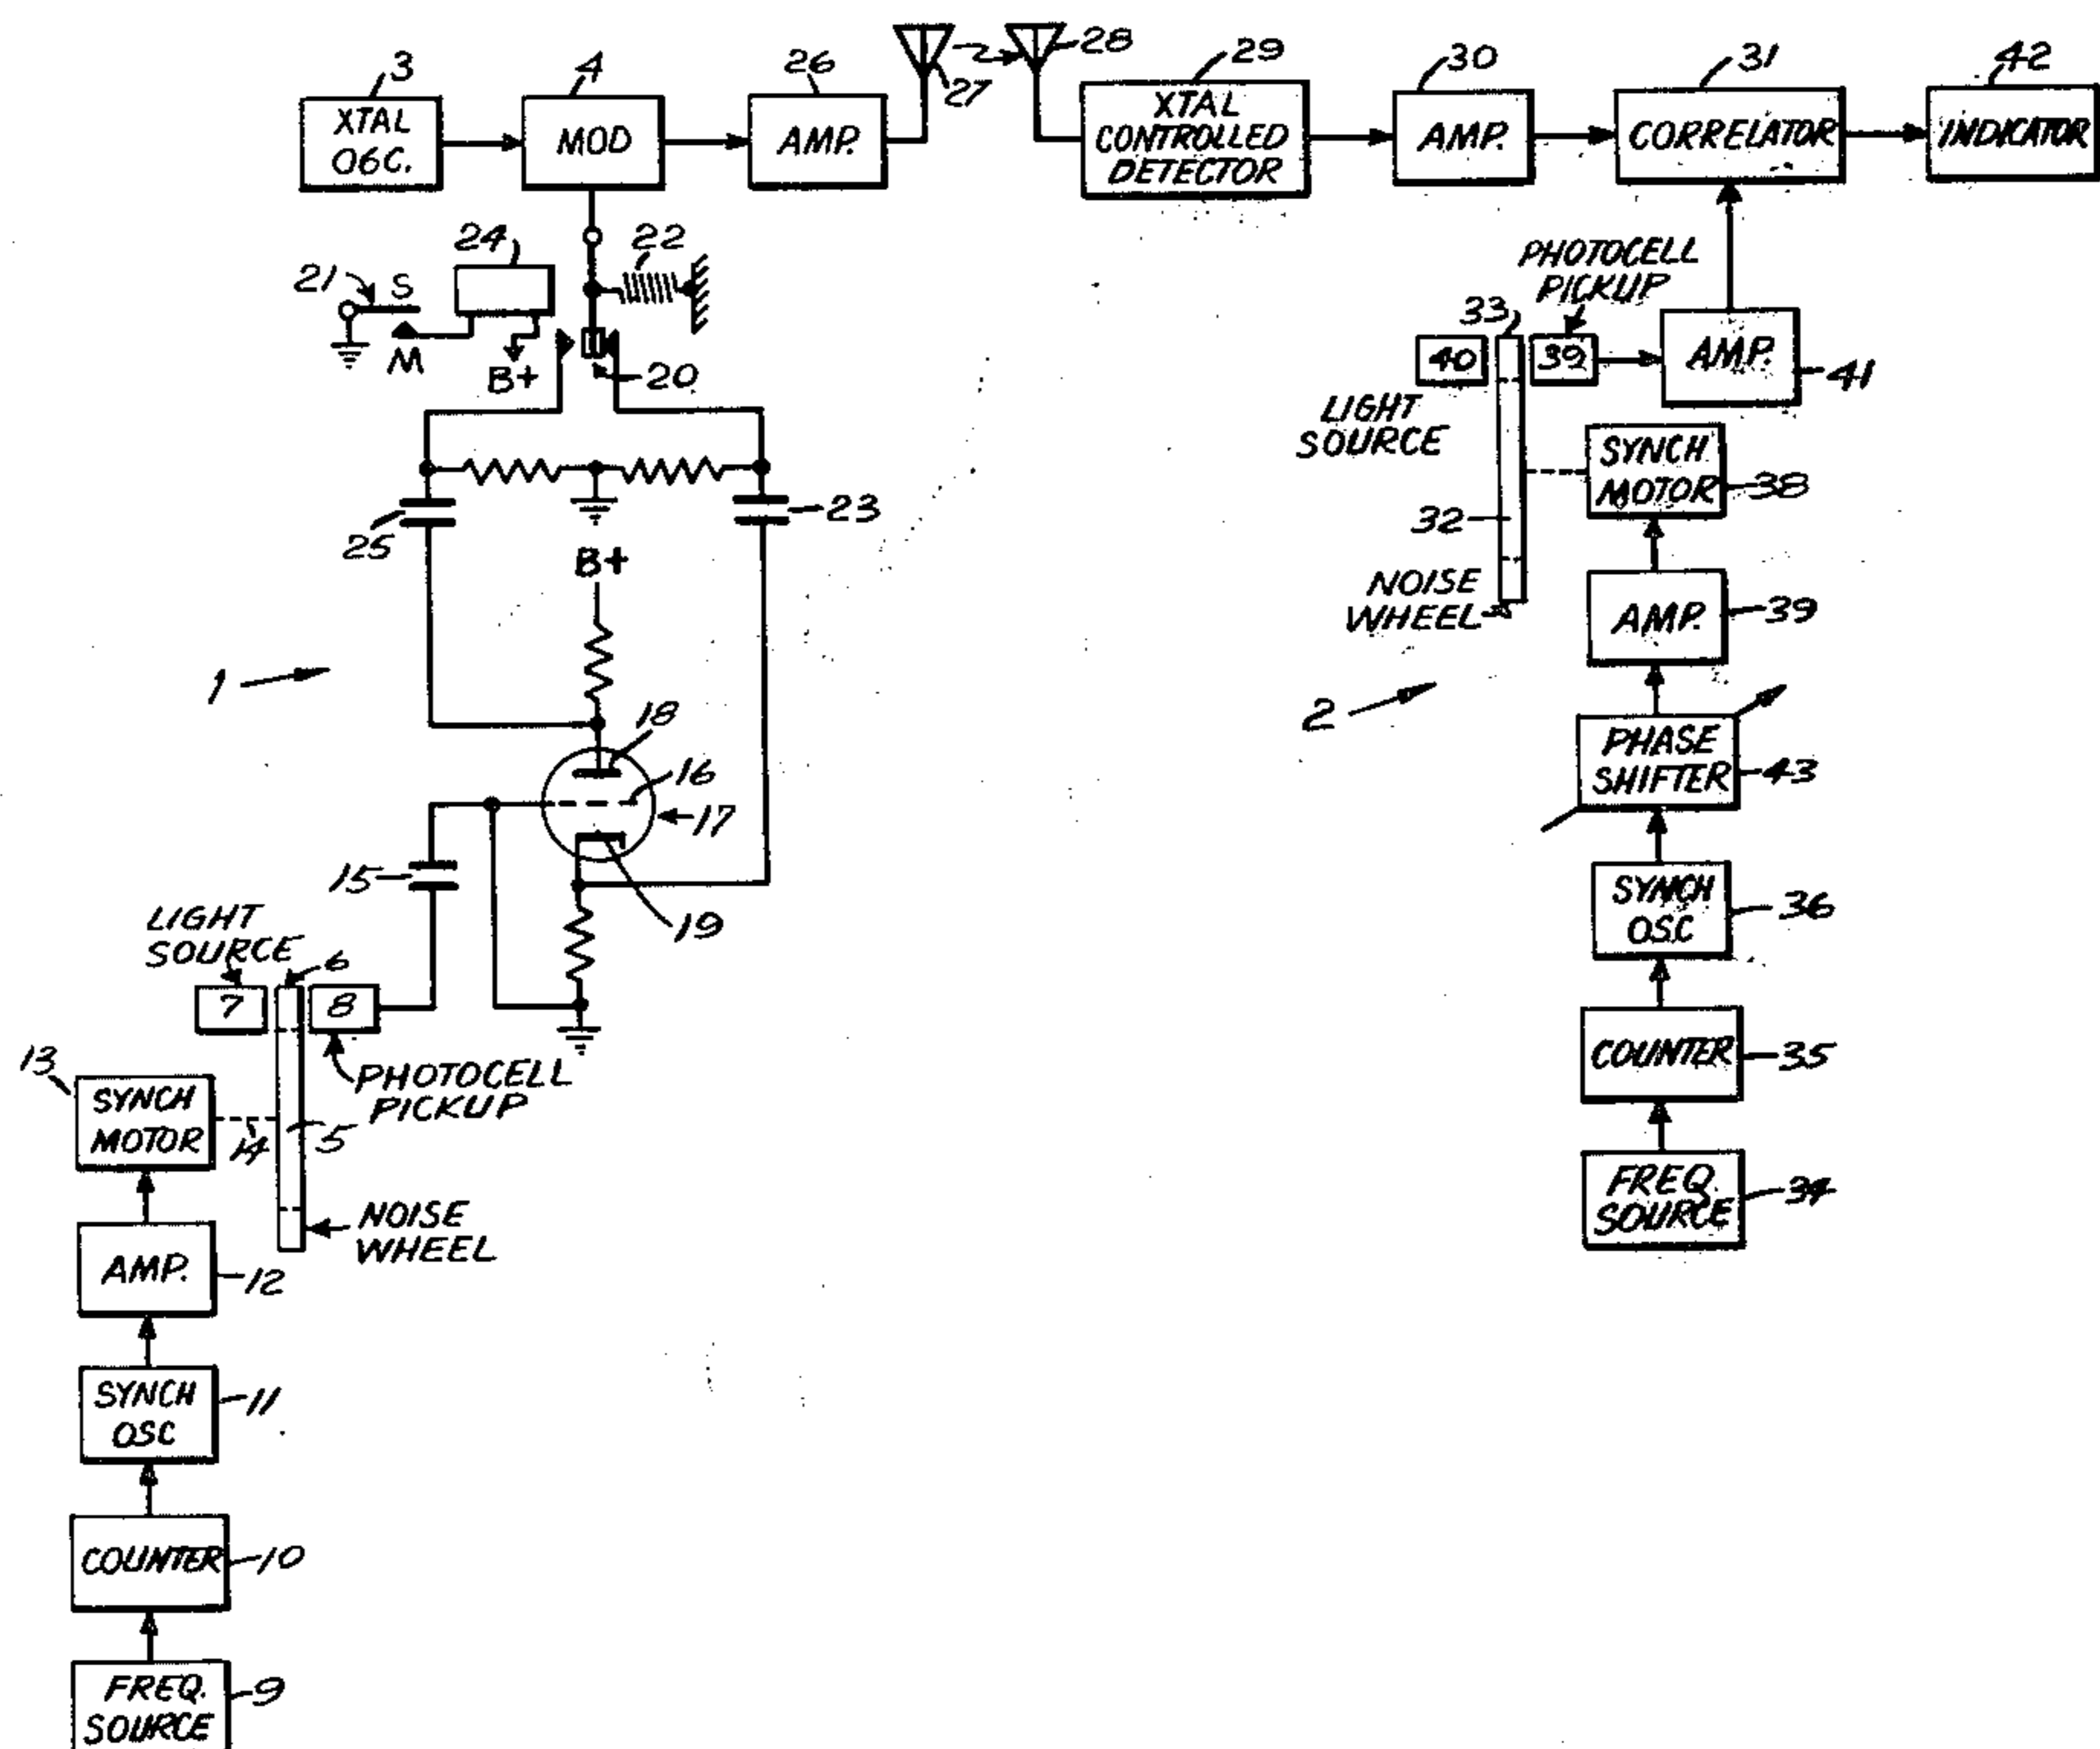 3
XTAL
OSC.
4
MOD
26
AMP.
27
28
29
XTAL
CONTROLLED
DETECTOR
30
AMP.
31
CORRELATOR
42
INDICATOR
21
S
M
24
B+
22
20
25
23
B+
1
18
16
17
15
19
LIGHT
SOURCE
6
7
8
PHOTOCELL
PICKUP
13
SYNCH
MOTOR
14
5
NOISE
WHEEL
AMP.
12
SYNCH
OSC
11
COUNTER
10
FREQ.
SOURCE
9
PHOTOCELL
PICKUP
33
40
39
AMP.
41
LIGHT
SOURCE
SYNCH
MOTOR
38
32
NOISE
WHEEL
AMP.
39
2
PHASE
SHIFTER
43
SYNCH
OSC
36
COUNTER
35
FREQ.
SOURCE
34